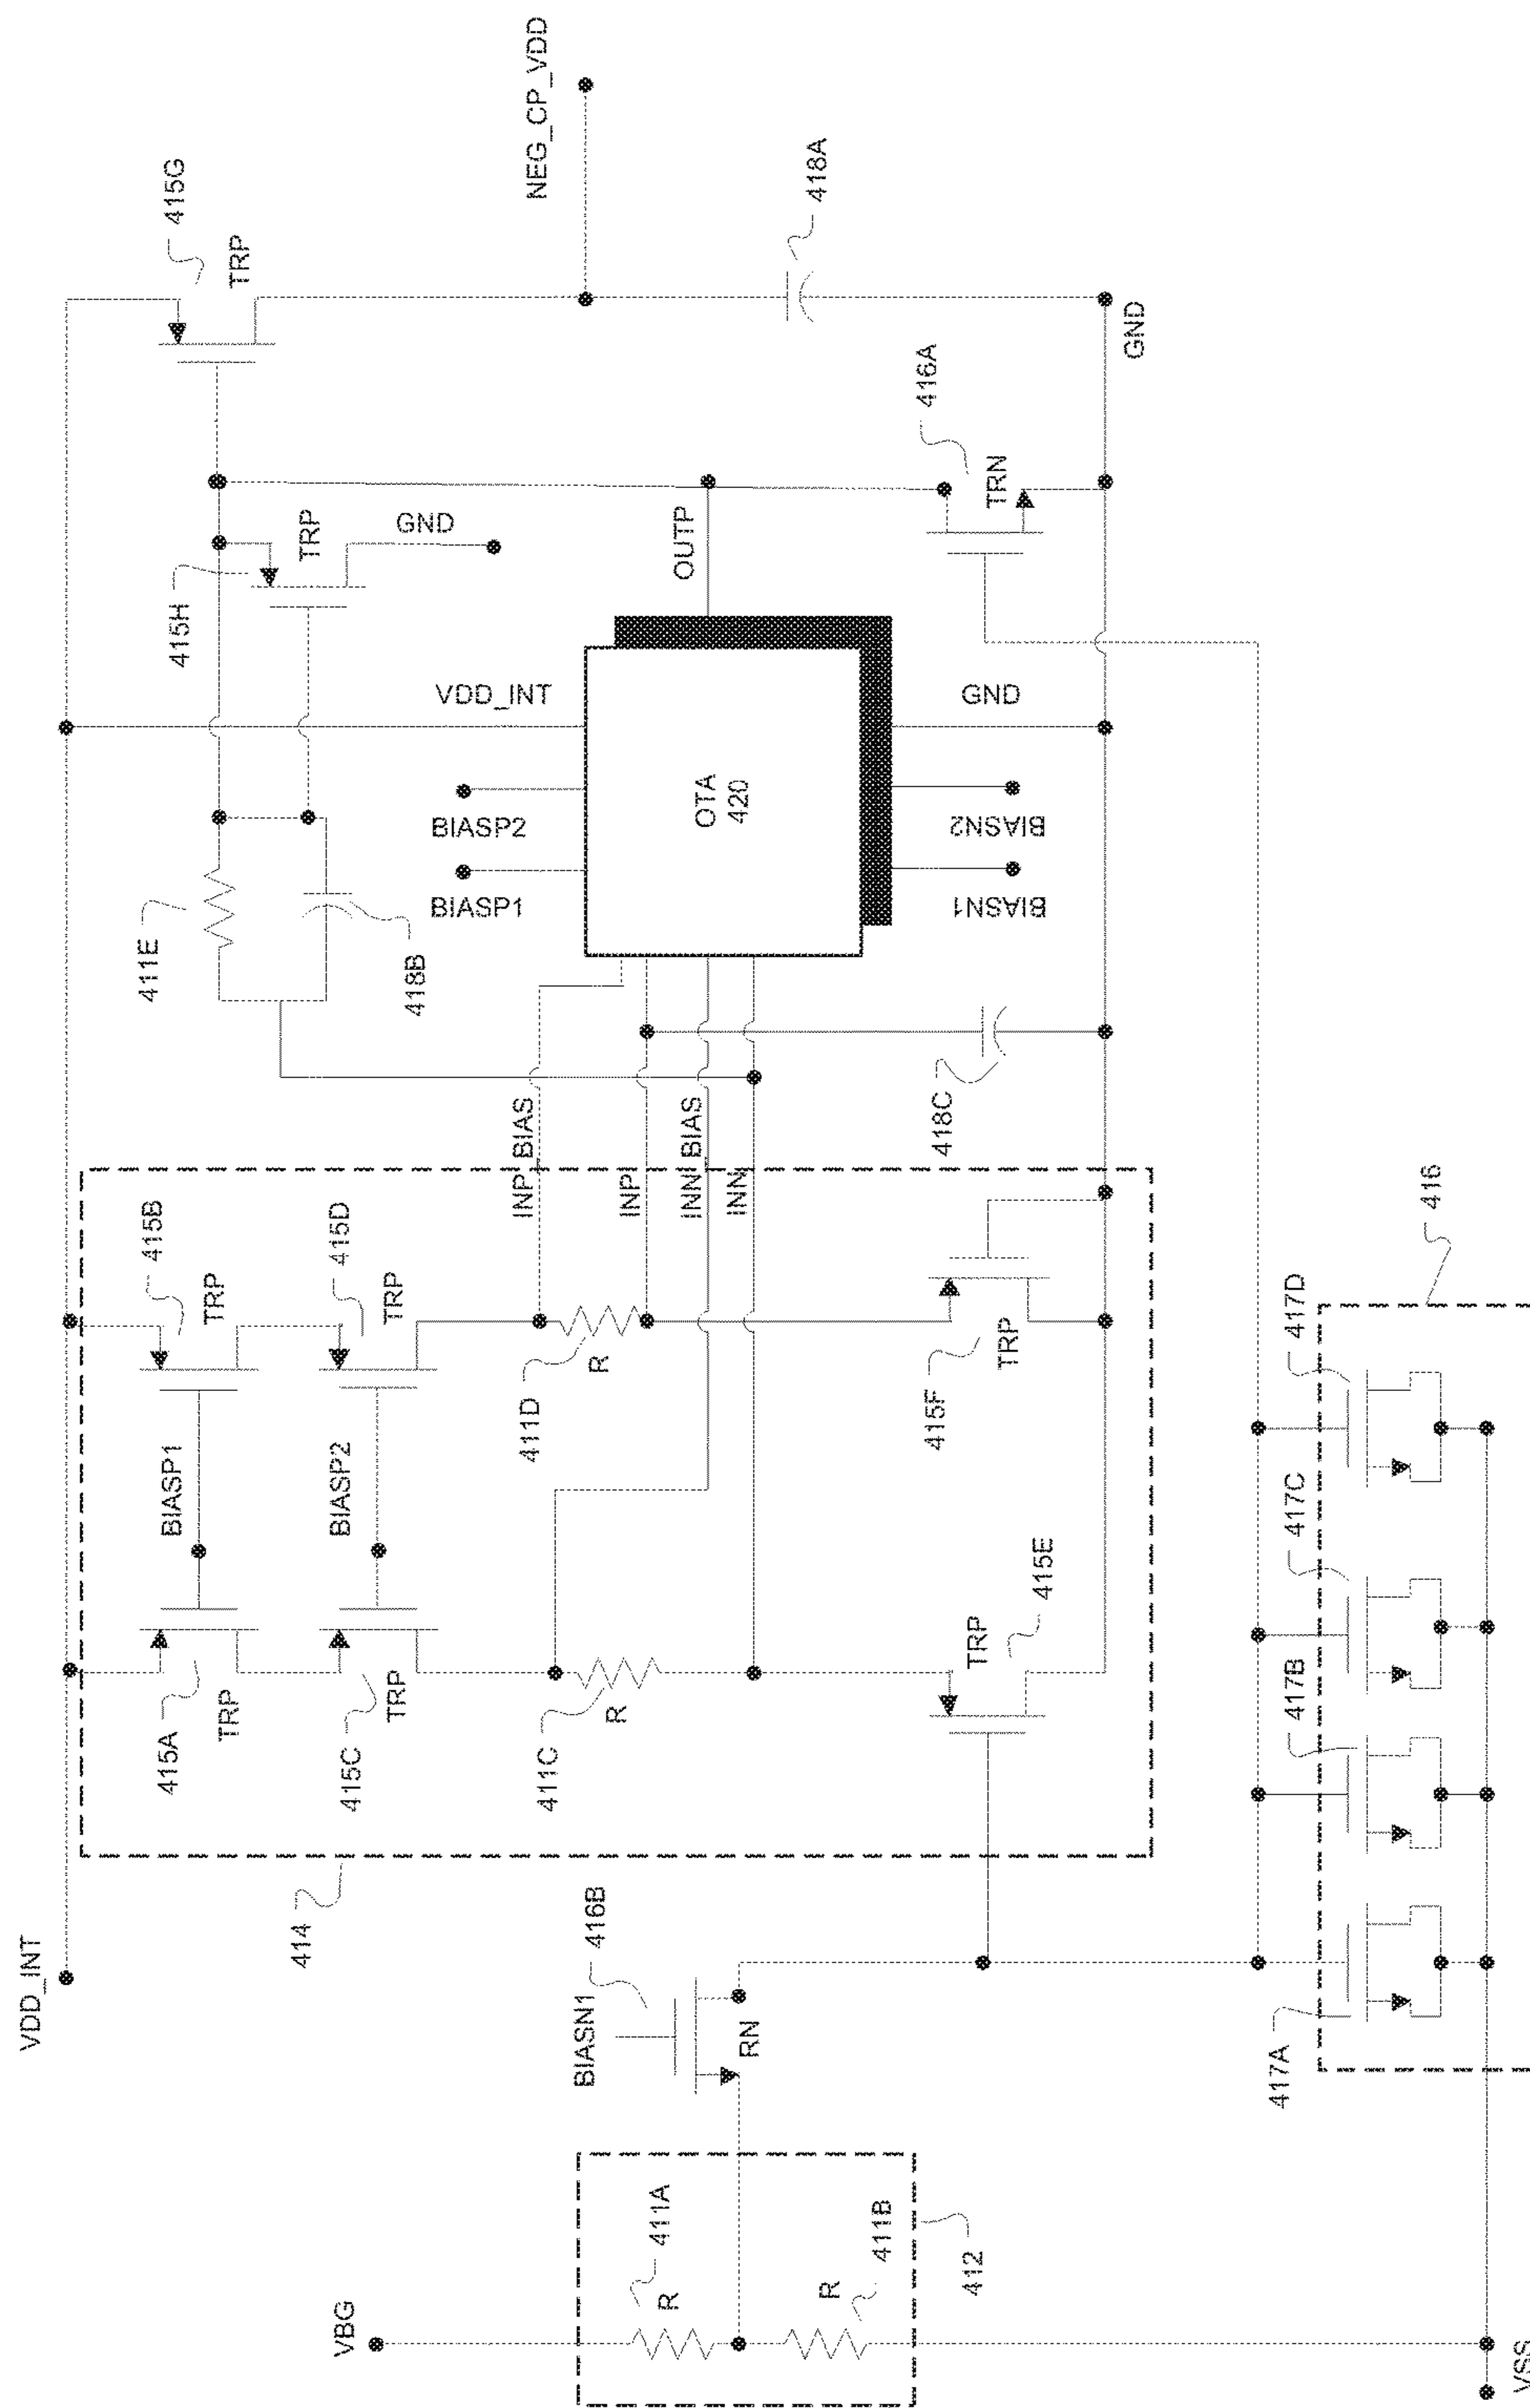 VDD_INT
414
415A
TRP
415B
TRP
BIASP1
415C
TRP
415D
TRP
BIASP2
411C
R
411D
R
INP_BIAS
INP
INN_BIAS
INN
415E
TRP
415F
TRP
411E
418B
415H
TRP
GND
415G
TRP
NEG_CP_VDD
418A
GND
VDD_INT
BIASP1
BIASP2
OTA
420
OUTP
GND
BIASN1
BIASN2
418C
416A
TRN
VBG
411A
R
411B
R
412
BIASN1
416B
RN
417A
417B
417C
417D
416
VSS